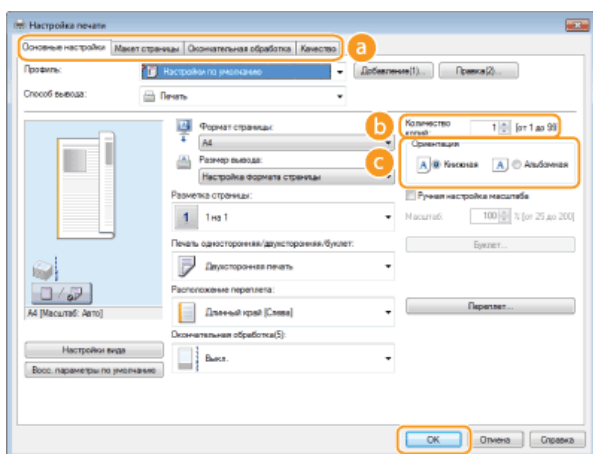 Настройка печати
Основные настройки Макет страницы Окончательная обработка Качество
a
Профиль: Настройки по умолчанию Добавление(1)... Правка(2)...
Способ вывода: Печать
Формат страницы:
A4
b
Количество копий: 1 [от 1 до 99]
Размер вывода:
Настройка формата страницы
c
Ориентация
A Книжная A Альбомная
Разметка страницы:
1 1 на 1
Ручная настройка масштаба
Масштаб: 100 % [от 25 до 200]
Печать односторонняя/двухсторонняя/буклет:
Двухсторонняя печать
Буклет...
Расположение переплета:
Длинный край [Слева]
Переплет...
A4 [Масштаб: Авто]
Окончательная обработка(5):
Выкл.
Настройки вида
Восс. параметры по умолчанию
OK Отмена Справка